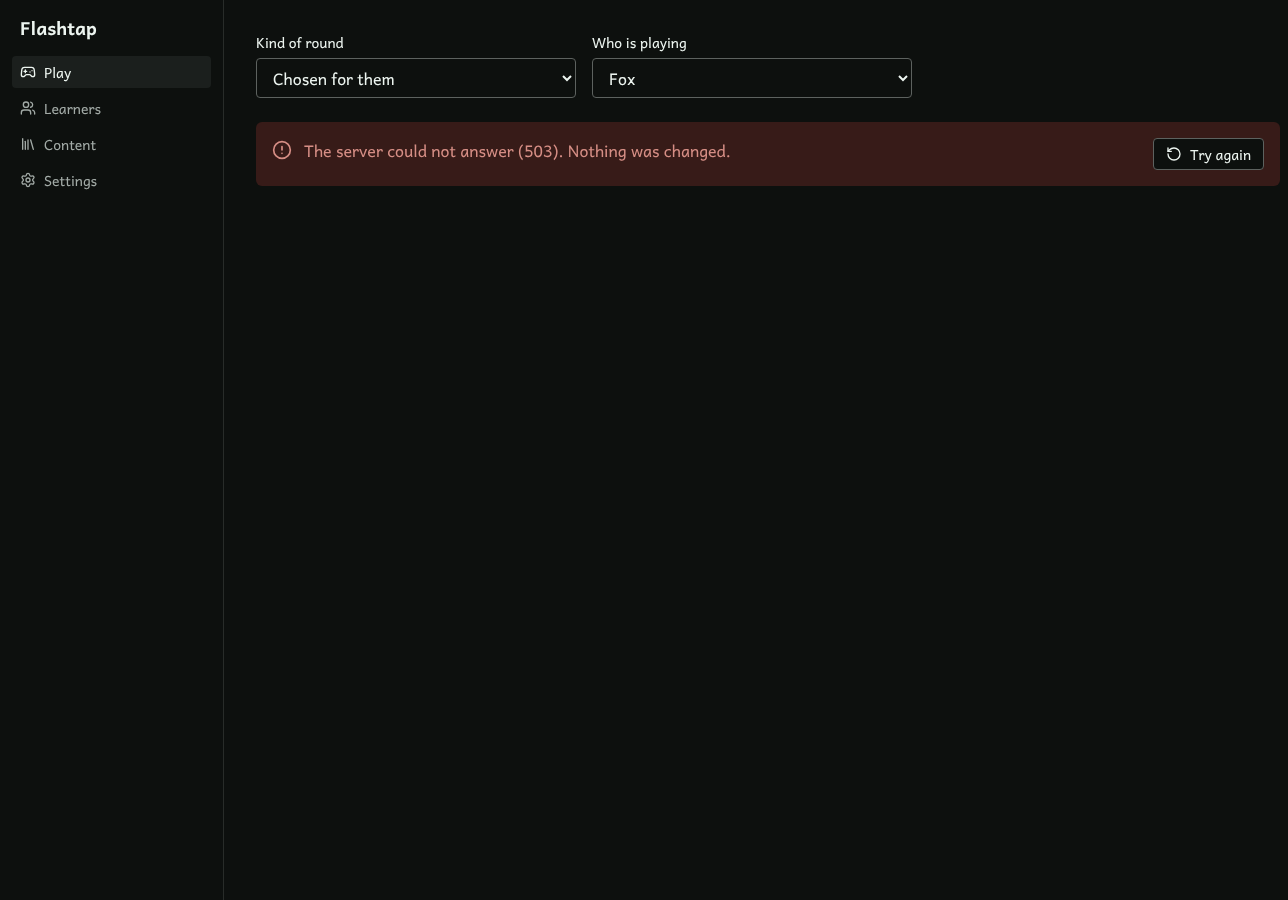 Flashtap
Play
Learners
Content
Settings
Kind of round
Chosen for them
Who is playing
Fox
The server could not answer (503). Nothing was changed.
Try again